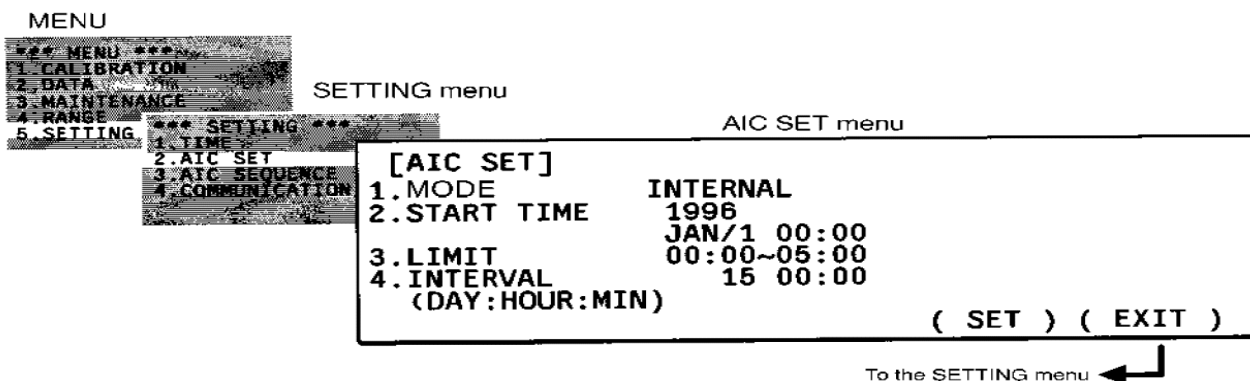 MENU
*** MENU ***
1.CALIBRATION
2.DATA
3.MAINTENANCE
4.RANGE
5.SETTING
SETTING menu
*** SETTING ***
1.TIME
2.AIC SET
3.AIC SEQUENCE
4.COMMUNICATION
AIC SET menu
[AIC SET]
1.MODE INTERNAL
2.START TIME 1996
JAN/1 00:00
3.LIMIT 00:00~05:00
4.INTERVAL 15 00:00
(DAY:HOUR:MIN)
( SET ) ( EXIT )
To the SETTING menu